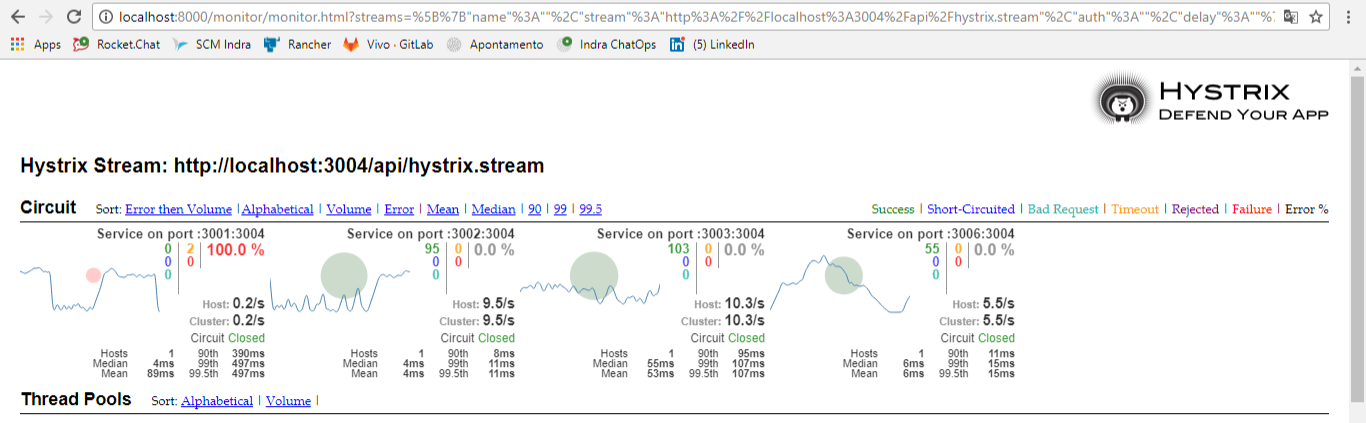 localhost:8000/monitor/monitor.html?streams=%5B%7B"name"%3A""%2C"stream"%3A"http%3A%2F%2Flocalhost%3A3004%2Fapi%2Fhystrix.stream"%2C"auth"%3A""%2C"delay"%3A""%
Apps Rocket.Chat SCM Indra Rancher Vivo · GitLab Apontamento Indra ChatOps (5) LinkedIn
HYSTRIX
DEFEND YOUR APP
Hystrix Stream: http://localhost:3004/api/hystrix.stream
Circuit Sort: Error then Volume | Alphabetical | Volume | Error | Mean | Median | 90 | 99 | 99.5 Success | Short-Circuited | Bad Request | Timeout | Rejected | Failure | Error %
Service on port :3001:3004
0 2 100.0 %
0 0
0
Host: 0.2/s
Cluster: 0.2/s
Circuit Closed
Hosts 1 90th 390ms
Median 4ms 99th 497ms
Mean 89ms 99.5th 497ms
Service on port :3002:3004
95 0 0.0 %
0 0
0
Host: 9.5/s
Cluster: 9.5/s
Circuit Closed
Hosts 1 90th 8ms
Median 4ms 99th 11ms
Mean 4ms 99.5th 11ms
Service on port :3003:3004
103 0 0.0 %
0 0
0
Host: 10.3/s
Cluster: 10.3/s
Circuit Closed
Hosts 1 90th 95ms
Median 55ms 99th 107ms
Mean 53ms 99.5th 107ms
Service on port :3006:3004
55 0 0.0 %
0 0
0
Host: 5.5/s
Cluster: 5.5/s
Circuit Closed
Hosts 1 90th 11ms
Median 6ms 99th 15ms
Mean 6ms 99.5th 15ms
Thread Pools Sort: Alphabetical | Volume |